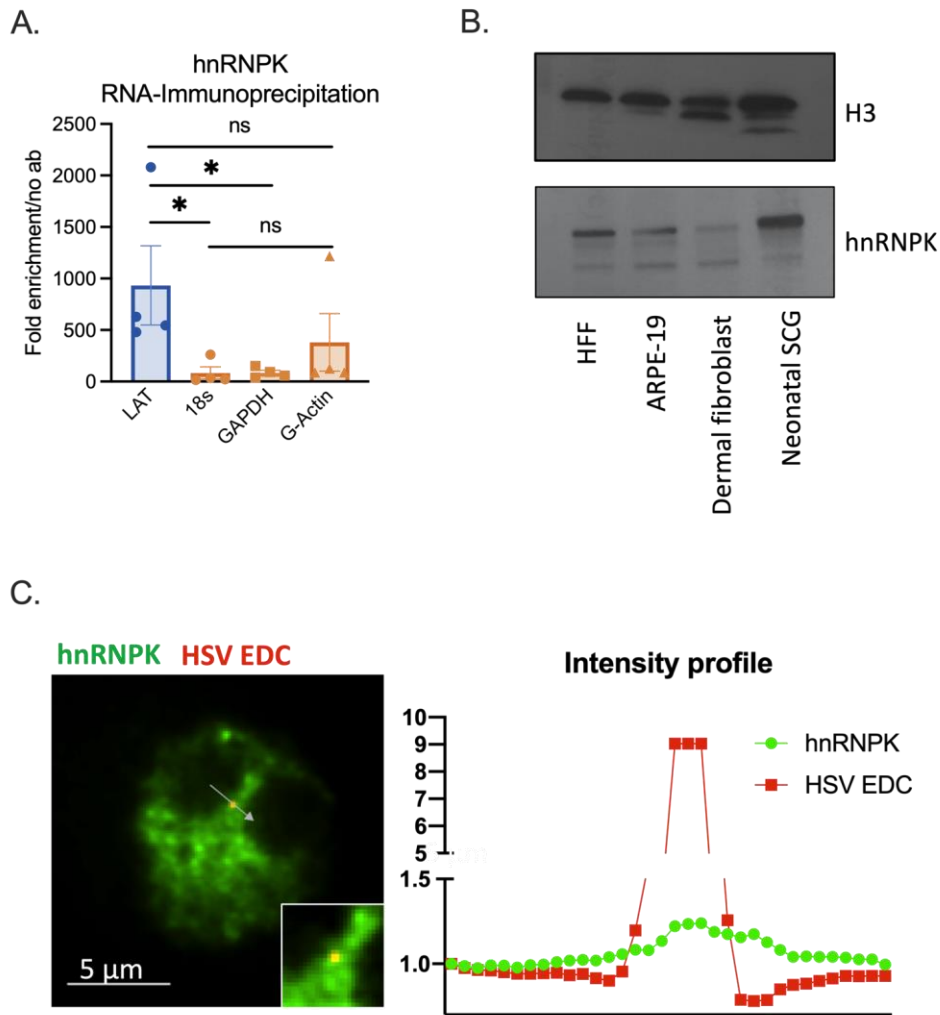 A.
hnRNPK
RNA-Immunoprecipitation
Fold enrichment/no ab
2500
2000
1500
1000
500
0
ns
*
*
ns
LAT
18s
GAPDH
G-Actin
B.
H3
hnRNPK
HFF
ARPE-19
Dermal fibroblast
Neonatal SCG
C.
hnRNPK HSV EDC
5 µm
Intensity profile
10
9
8
7
6
5
1.5
1.0
hnRNPK
HSV EDC